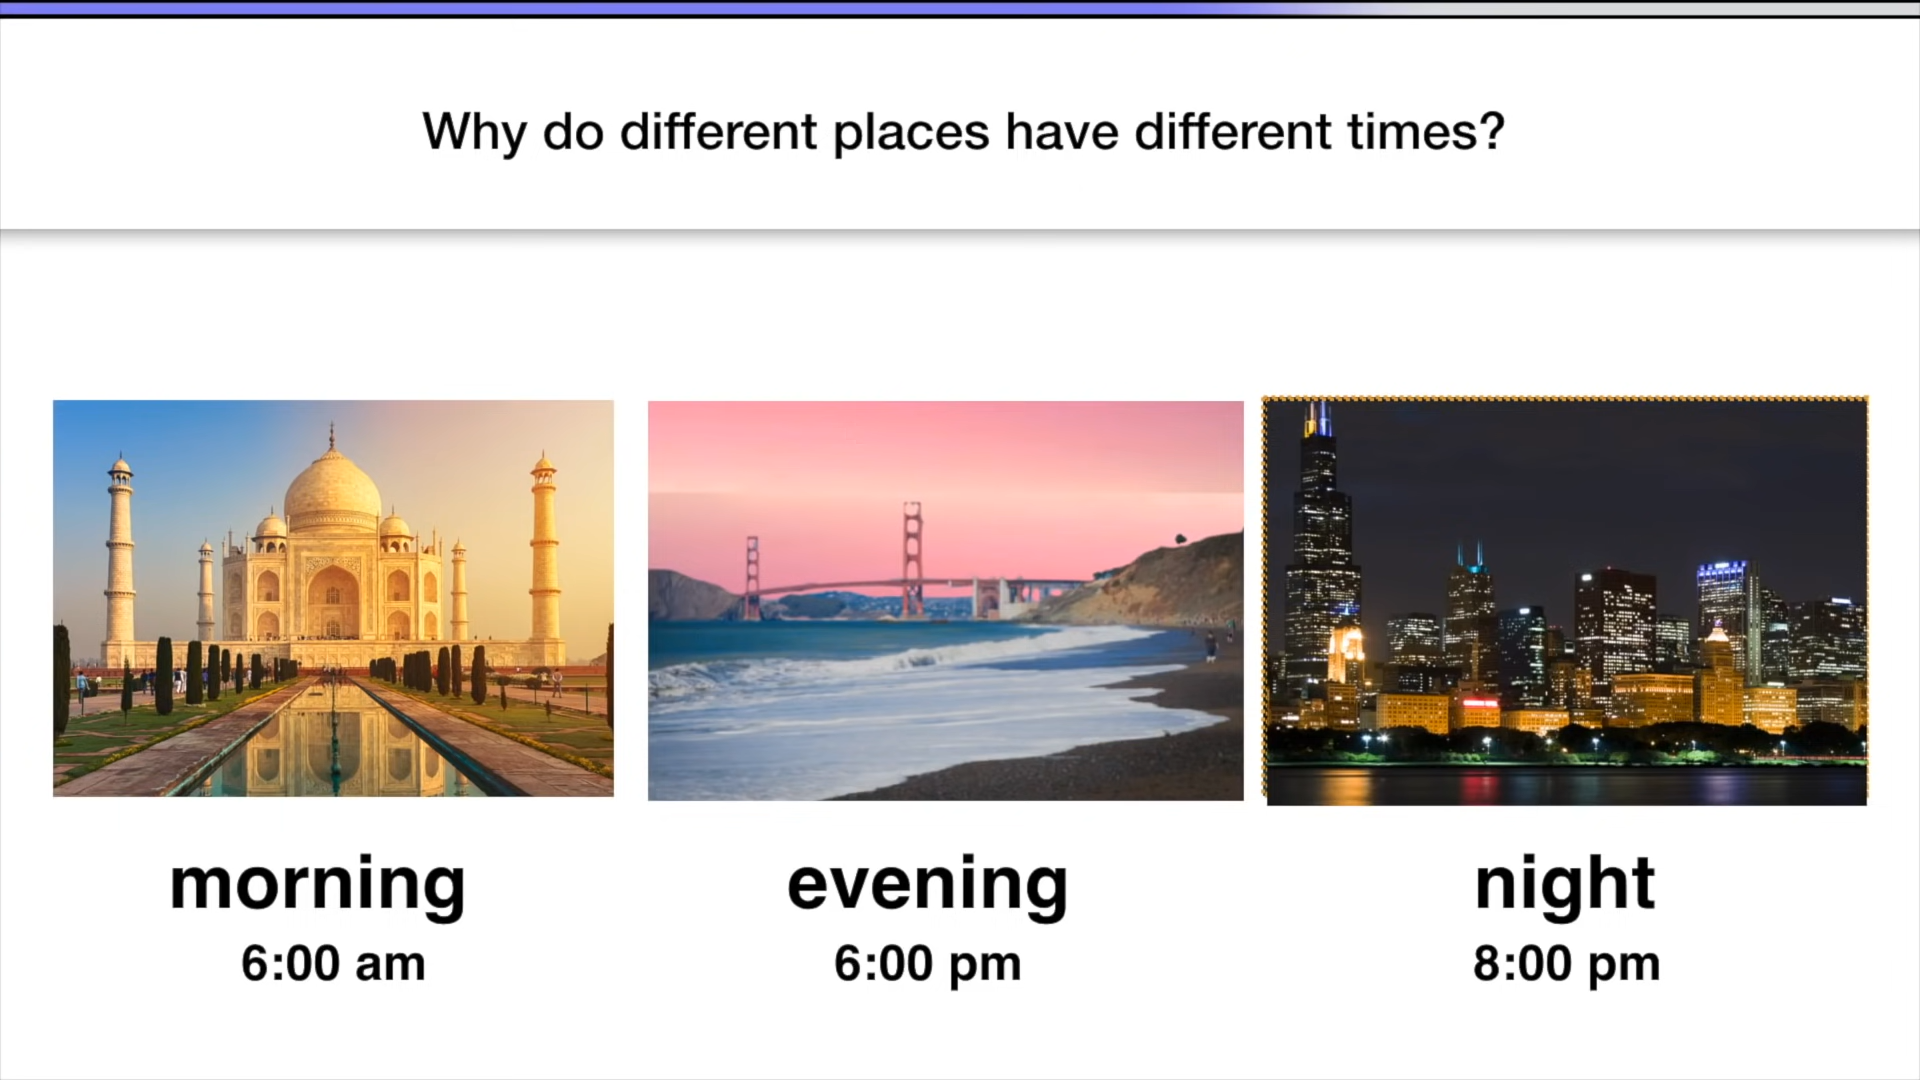 Why do different places have different times?
morning
6:00 am
evening
6:00 pm
night
8:00 pm